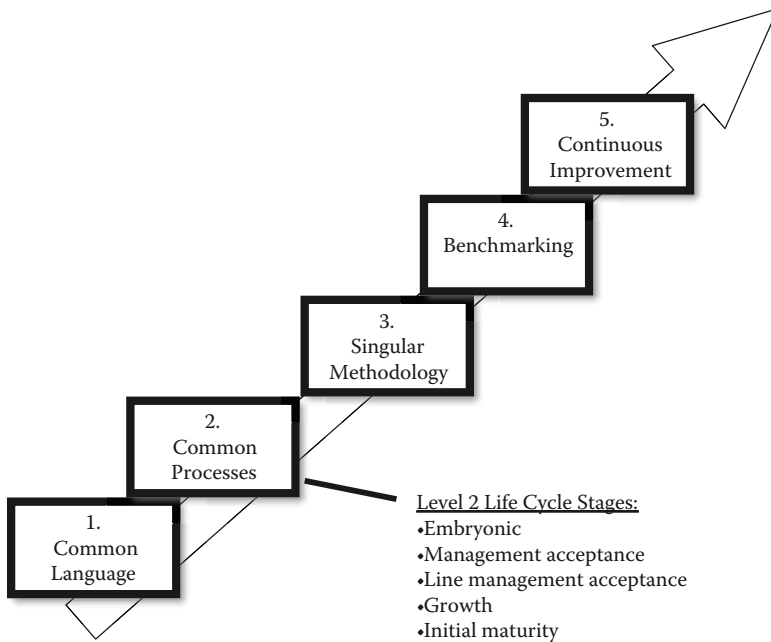 5.
Continuous
Improvement
4.
Benchmarking
3.
Singular
Methodology
2.
Common
Processes
1.
Common
Language
Level 2 Life Cycle Stages:
•Embryonic
•Management acceptance
•Line management acceptance
•Growth
•Initial maturity